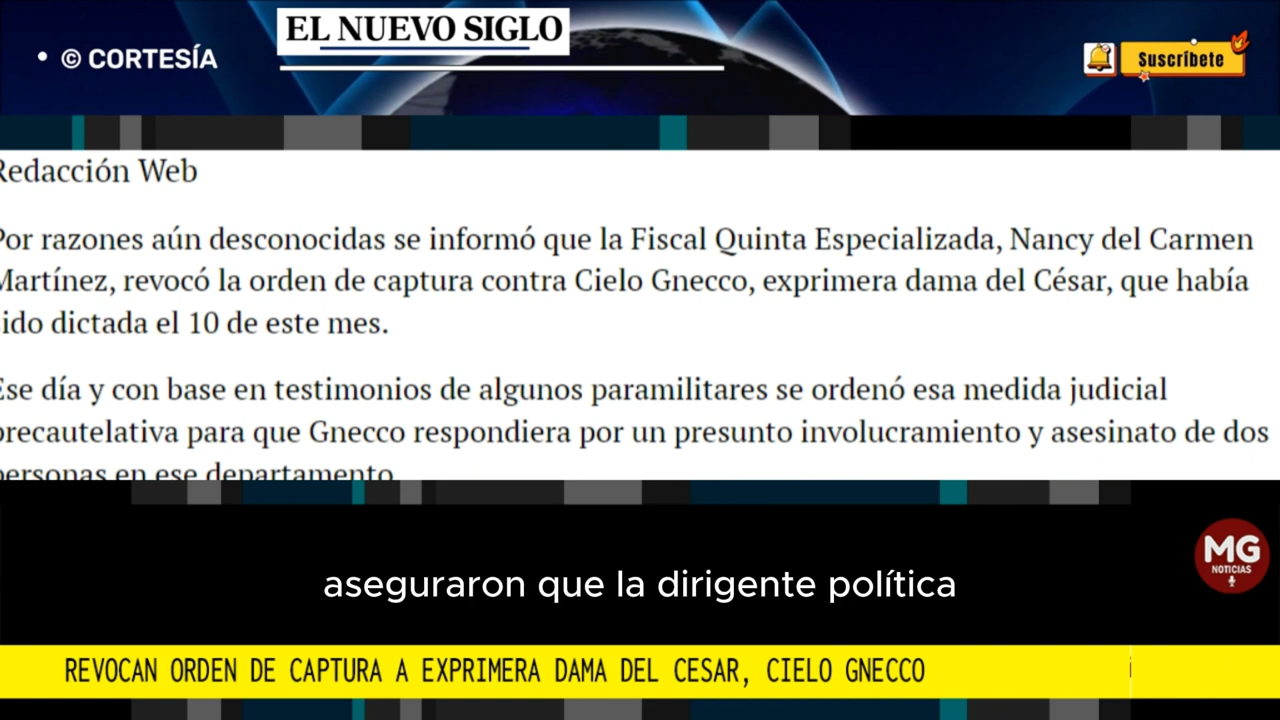 EL NUEVO SIGLO
• © CORTESÍA
Suscríbete
Redacción Web
Por razones aún desconocidas se informó que la Fiscal Quinta Especializada, Nancy del Carmen
Martínez, revocó la orden de captura contra Cielo Gnecco, exprimera dama del César, que había
sido dictada el 10 de este mes.
Ese día y con base en testimonios de algunos paramilitares se ordenó esa medida judicial
precautelativa para que Gnecco respondiera por un presunto involucramiento y asesinato de dos
personas en ese departamento.
MG
NOTICIAS
aseguraron que la dirigente política
REVOCAN ORDEN DE CAPTURA A EXPRIMERA DAMA DEL CESAR, CIELO GNECCO